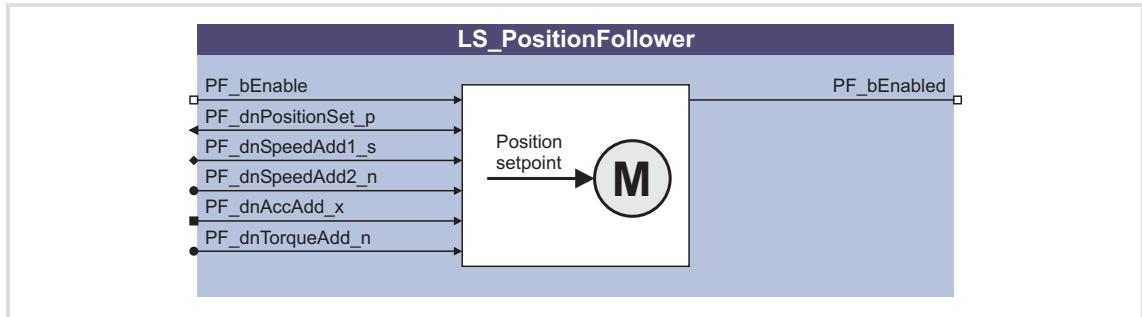 LS_PositionFollower
PF_bEnable
PF_bEnabled
PF_dnPositionSet_p
PF_dnSpeedAdd1_s
PF_dnSpeedAdd2_n
PF_dnAccAdd_x
PF_dnTorqueAdd_n
Position
setpoint
M